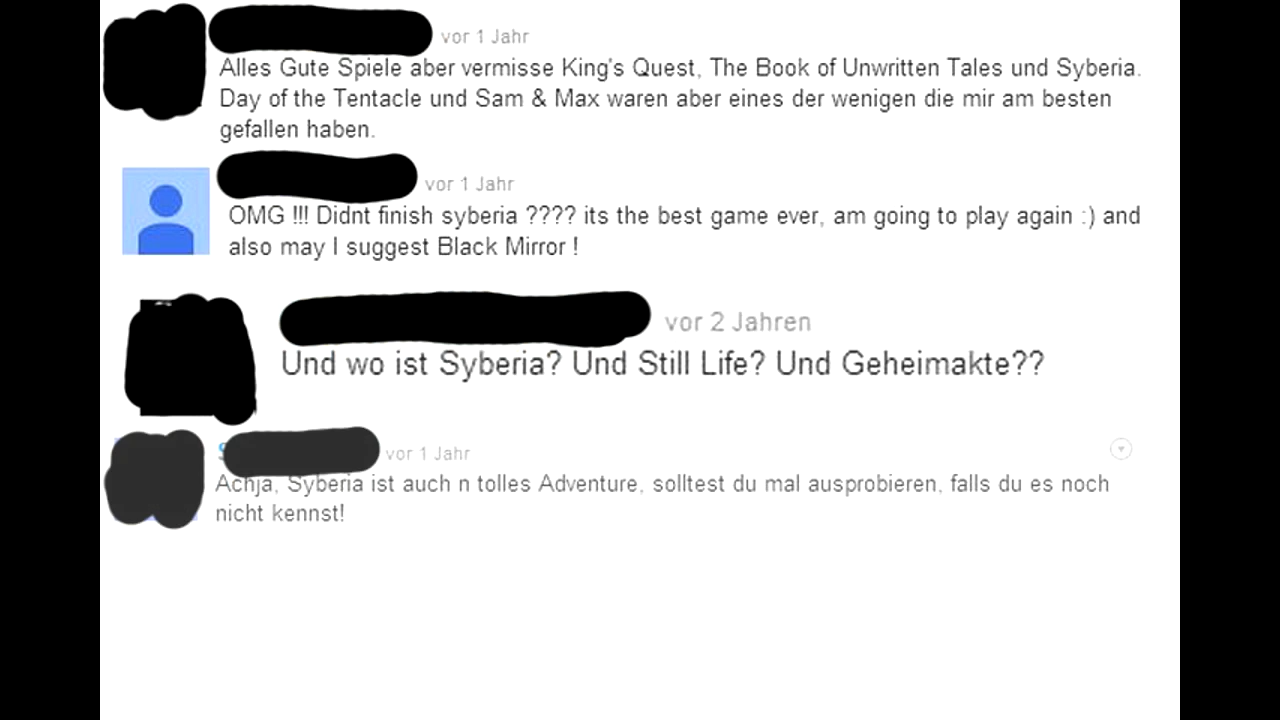 vor 1 Jahr
Alles Gute Spiele aber vermisse King's Quest, The Book of Unwritten Tales und Syberia.
Day of the Tentacle und Sam & Max waren aber eines der wenigen die mir am besten
gefallen haben.
vor 1 Jahr
OMG !!! Didnt finish syberia ???? its the best game ever, am going to play again :) and
also may I suggest Black Mirror !
vor 2 Jahren
Und wo ist Syberia? Und Still Life? Und Geheimakte??
vor 1 Jahr
Achja, Syberia ist auch n tolles Adventure, solltest du mal ausprobieren, falls du es noch
nicht kennst!